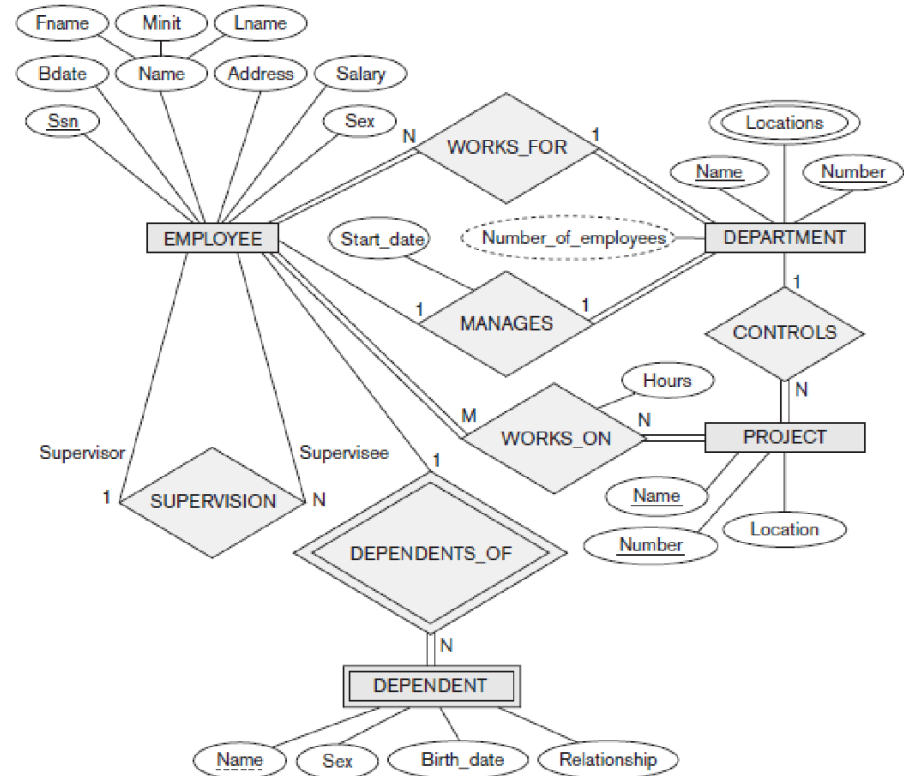 Fname
Minit
Lname
Bdate
Name
Address
Salary
Ssn
Sex
N
WORKS_FOR
1
Locations
Name
Number
EMPLOYEE
Start_date
Number_of_employees
DEPARTMENT
1
MANAGES
1
1
CONTROLS
Hours
N
M
WORKS_ON
N
PROJECT
Supervisor
Supervisee
1
1
SUPERVISION
N
Name
Number
Location
DEPENDENTS_OF
N
DEPENDENT
Name
Sex
Birth_date
Relationship